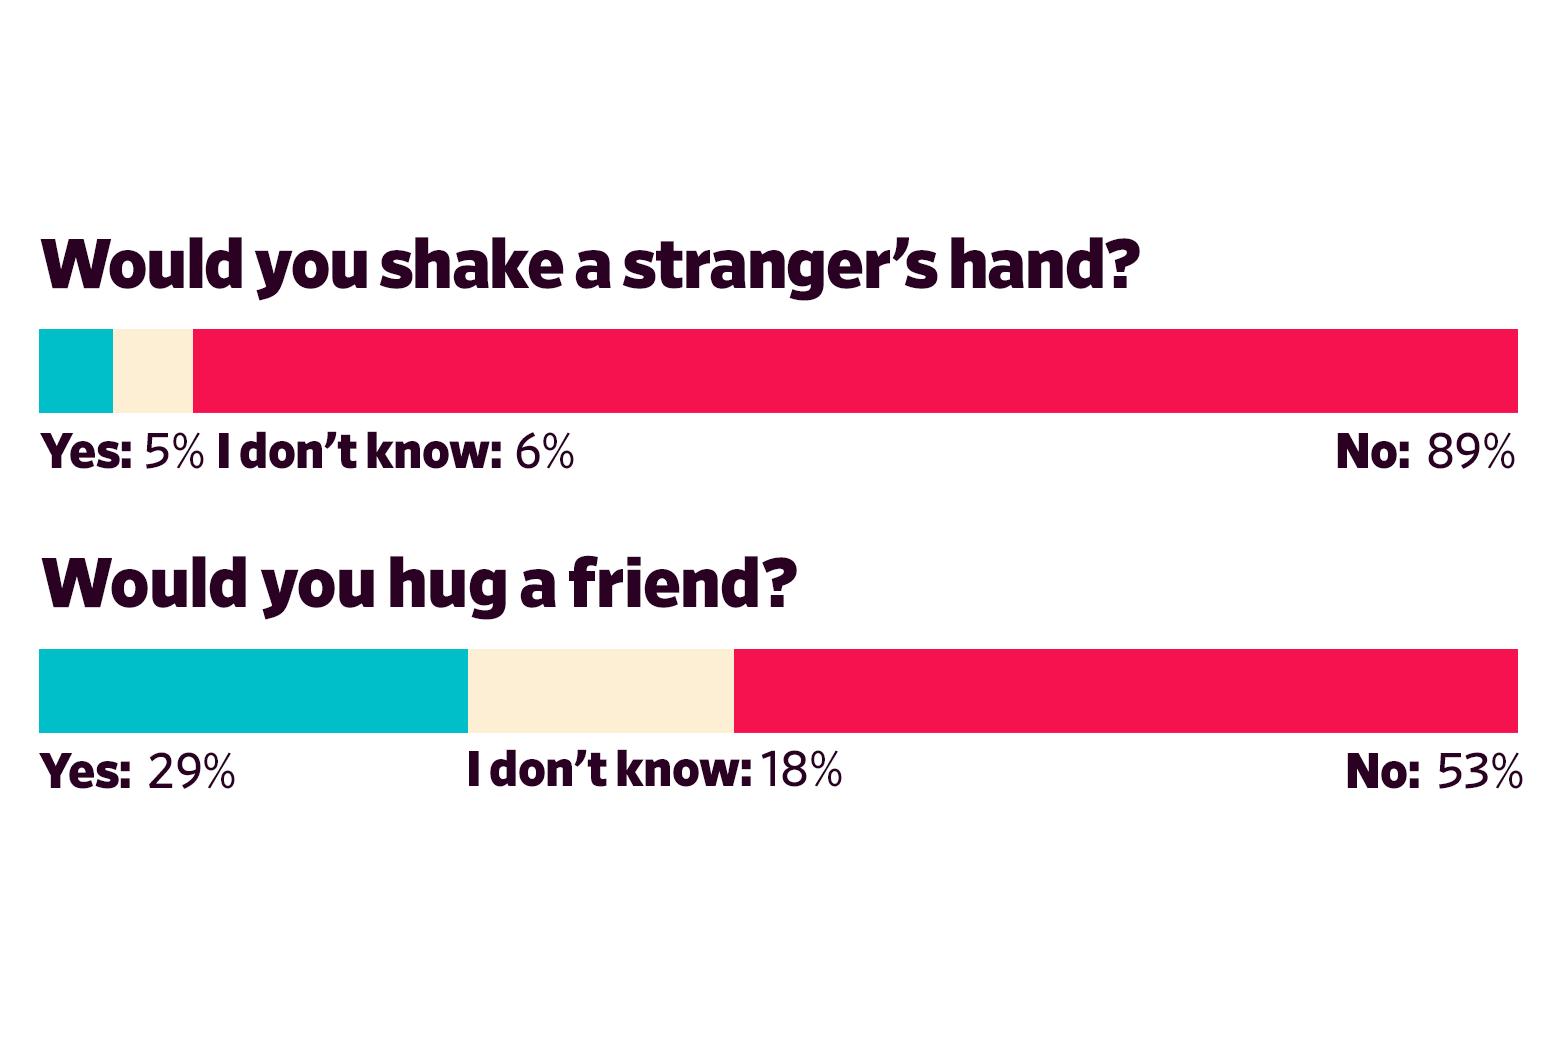 Would you shake a stranger’s hand?
Yes: 5% I don’t know: 6% No: 89%
Would you hug a friend?
Yes: 29% I don’t know: 18% No: 53%